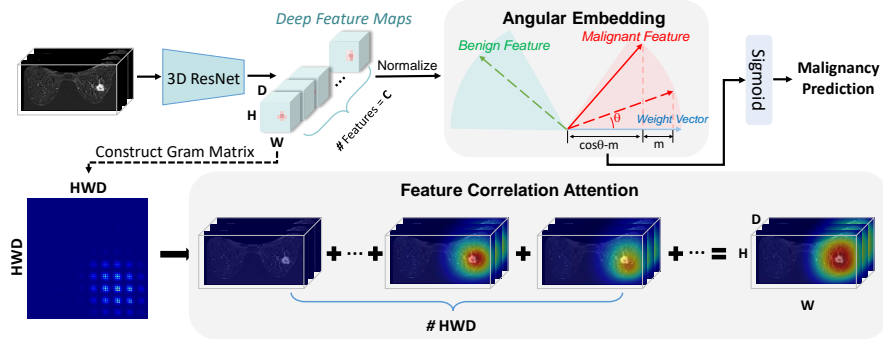 Deep Feature Maps
Angular Embedding
Benign Feature
Malignant Feature
3D ResNet
D
H
W
# Features = C
Normalize
θ
Weight Vector
cosθ-m
m
Sigmoid
Malignancy
Prediction
Construct Gram Matrix
HWD
HWD
Feature Correlation Attention
+ ... +
+
+ ... =
D
H
W
# HWD